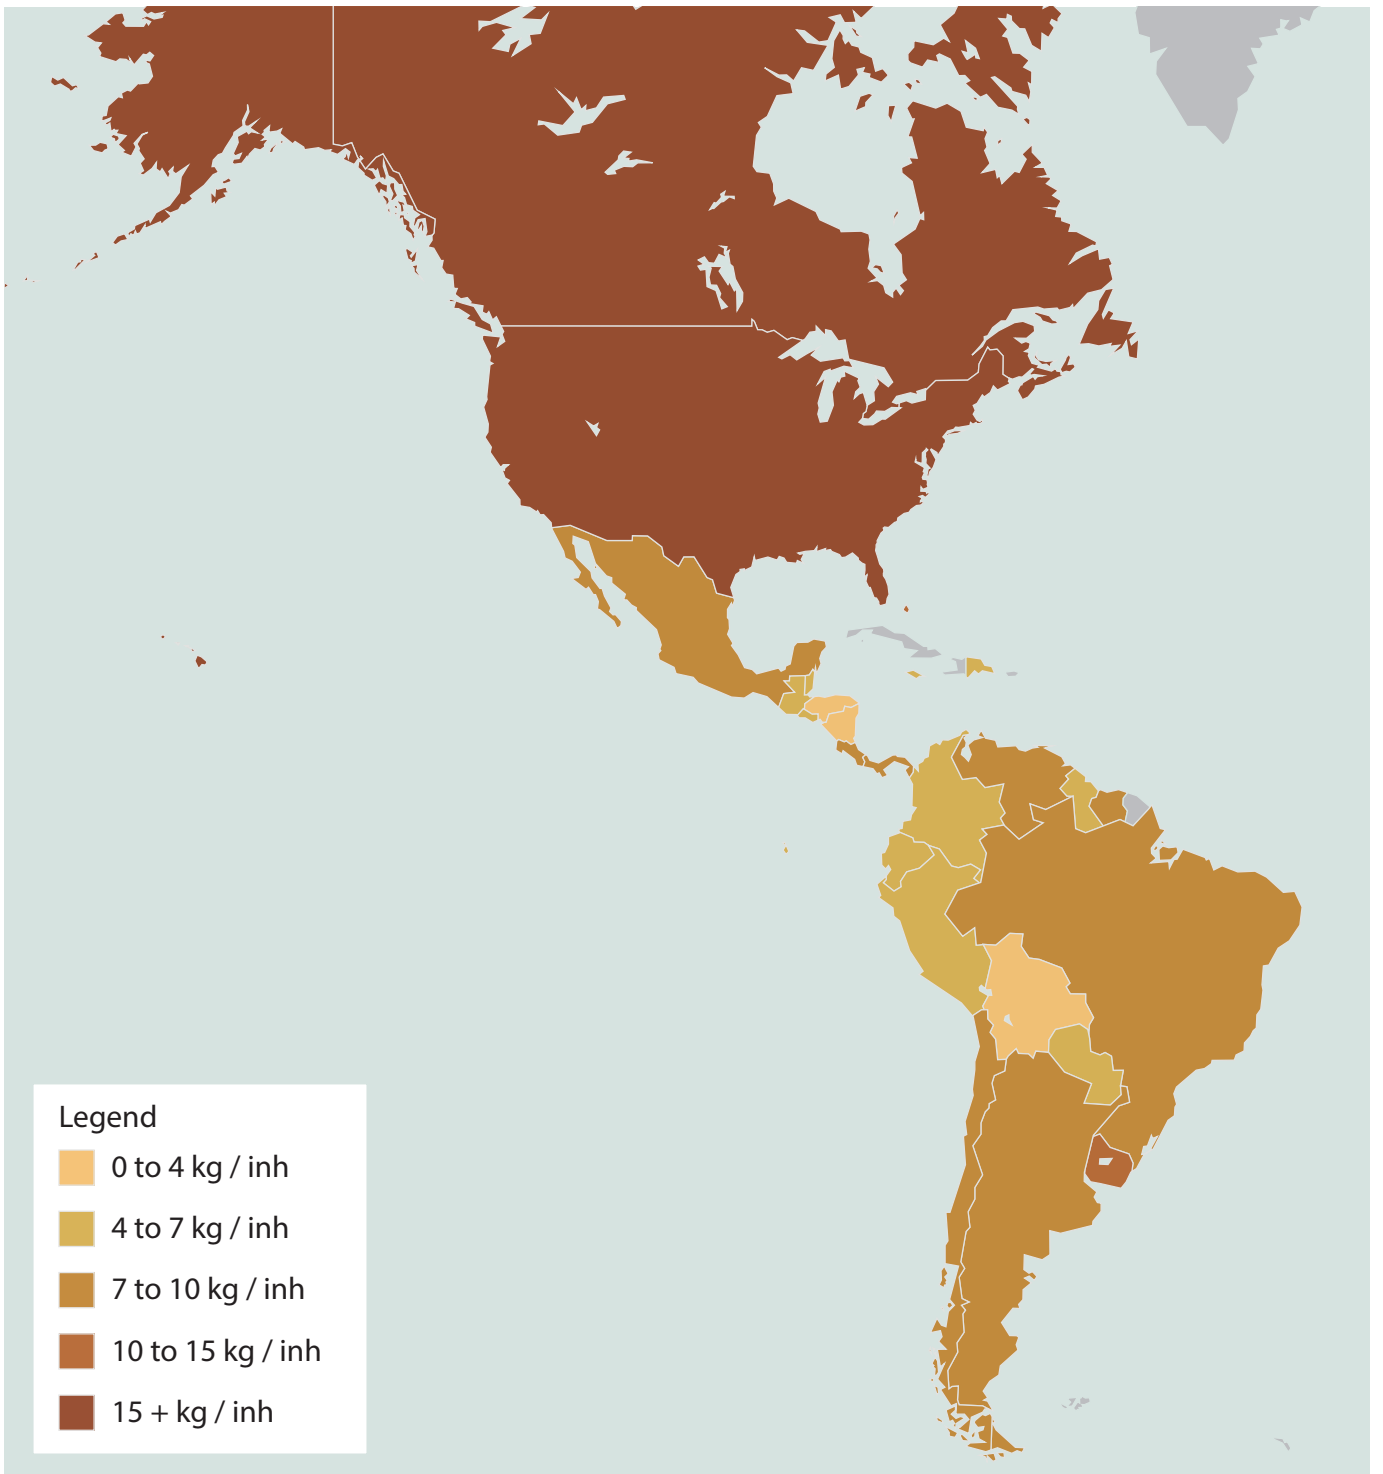 Legend
0 to 4 kg / inh
4 to 7 kg / inh
7 to 10 kg / inh
10 to 15 kg / inh
15 + kg / inh